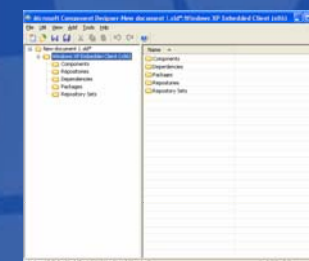 Microsoft Component Designer-New document 1.sld*:Windows XP Embedded Client (x86)
File Edit View Add Tools Help
New document 1.sld*
Windows XP Embedded Client (x86)
Components
Repositories
Dependencies
Packages
Repository Sets
Name
Components
Dependencies
Packages
Repositories
Repository Sets